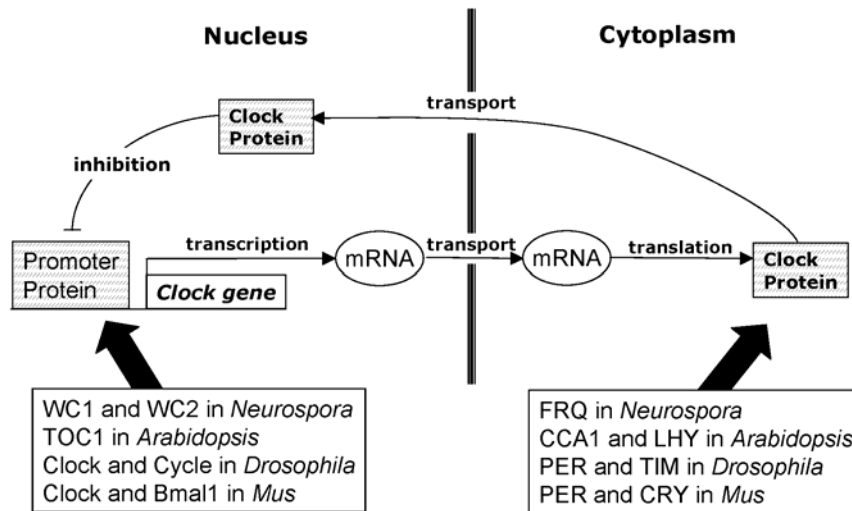 Nucleus
Cytoplasm
transport
Clock
Protein
inhibition
Promoter
Protein
transcription
Clock gene
mRNA
transport
mRNA
translation
Clock
Protein
WC1 and WC2 in Neurospora
TOC1 in Arabidopsis
Clock and Cycle in Drosophila
Clock and Bmal1 in Mus
FRQ in Neurospora
CCA1 and LHY in Arabidopsis
PER and TIM in Drosophila
PER and CRY in Mus